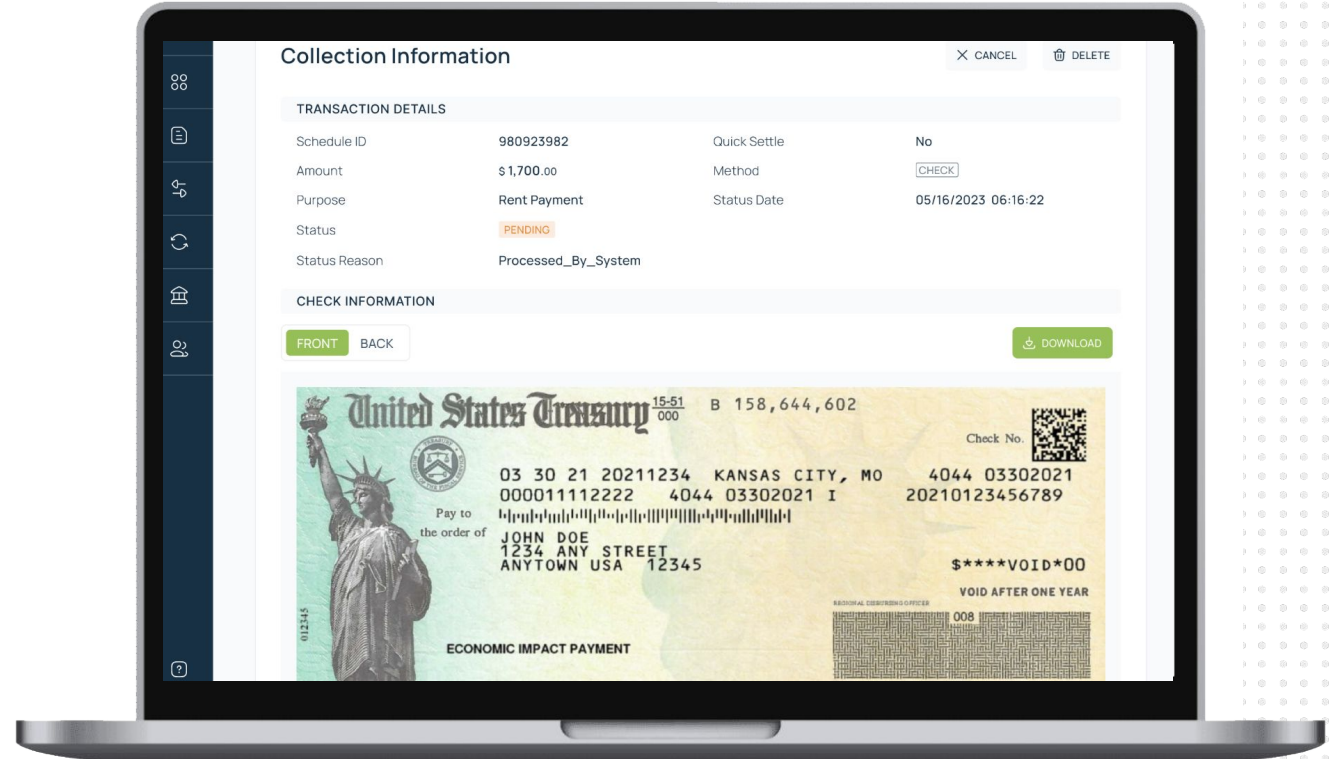 Collection Information
CANCEL
DELETE
TRANSACTION DETAILS
Schedule ID 980923982 Quick Settle No
Amount $ 1,700.00 Method CHECK
Purpose Rent Payment Status Date 05/16/2023 06:16:22
Status PENDING
Status Reason Processed_By_System
CHECK INFORMATION
FRONT BACK
DOWNLOAD
United States Treasury 15-51 B 158,644,602
000
Check No.
03 30 21 20211234 KANSAS CITY, MO 4044 03302021
000011112222 4044 03302021 I 20210123456789
Pay to
the order of
JOHN DOE
1234 ANY STREET
ANYTOWN USA 12345
$****VOID*00
VOID AFTER ONE YEAR
REGIONAL DISBURSING OFFICER
008
012345
ECONOMIC IMPACT PAYMENT
?